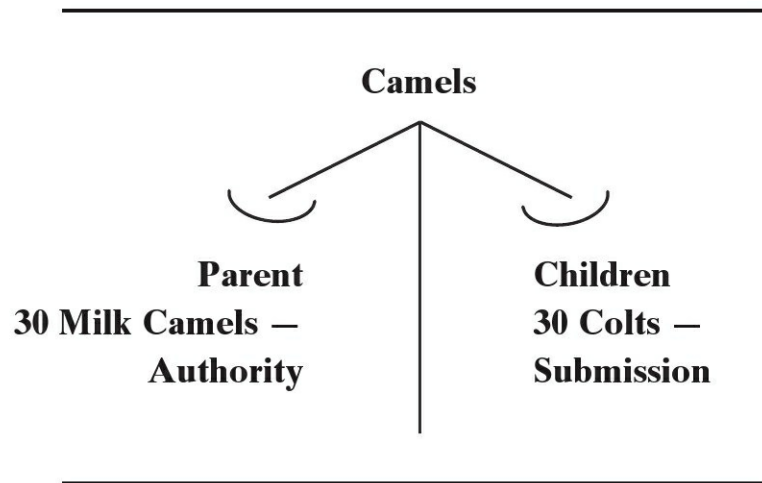 Camels
Parent
30 Milk Camels —
Authority
Children
30 Colts —
Submission